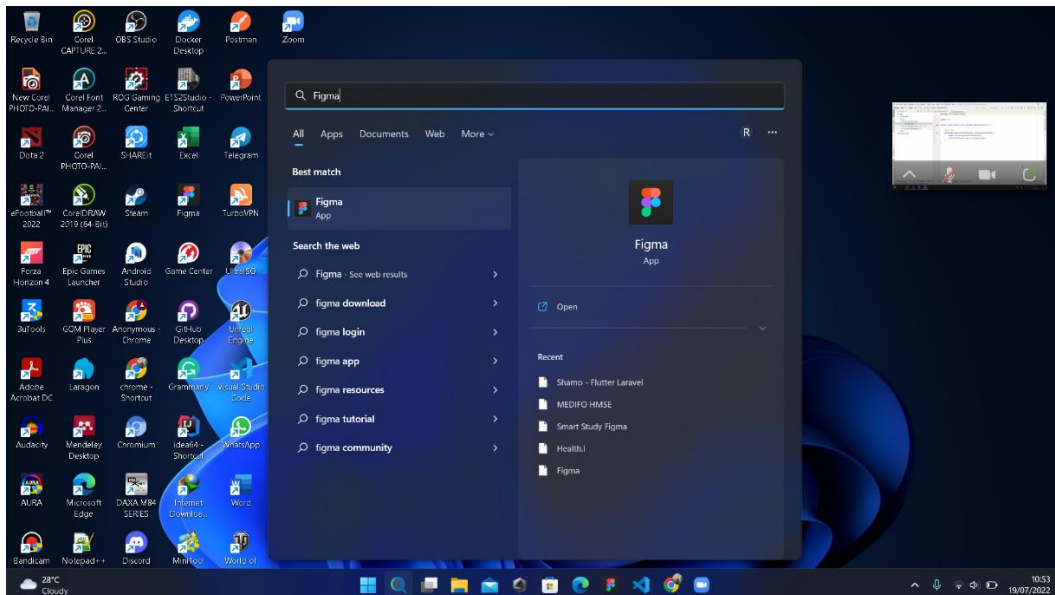 Recycle Bin
Corel CAPTURE 2...
OBS Studio
Docker Desktop
Postman
Zoom
New Corel PHOTO-PAI...
Corel Font Manager 2...
ROG Gaming Center
ETS2Studio - Shortcut
PowerPoint
Dota 2
Corel PHOTO-PAI...
SHAREit
Excel
Telegram
eFootball™ 2022
CorelDRAW 2019 (64-Bit)
Steam
Figma
TurboVPN
Forza Horizon 4
Epic Games Launcher
Android Studio
Game Center
UltraISO
3uTools
GOM Player Plus
Anonymous - Chrome
GitHub Desktop
Unreal Engine
Adobe Acrobat DC
Laragon
chrome - Shortcut
Grammarly
Visual Studio Code
Audacity
Mendeley Desktop
Chromium
idea64 - Shortcut
WhatsApp
AURA
Microsoft Edge
DAXA M84 SERIES
Internet Downloa...
Word
Bandicam
Notepad++
Discord
MiniTool
World of
Figma
All Apps Documents Web More
R
Best match
Figma
App
Search the web
Figma - See web results
figma download
figma login
figma app
figma resources
figma tutorial
figma community
Figma
App
Open
Recent
Shamo - Flutter Laravel
MEDIFO HMSE
Smart Study Figma
Health.I
Figma
28°C
Cloudy
10:53
19/07/2022